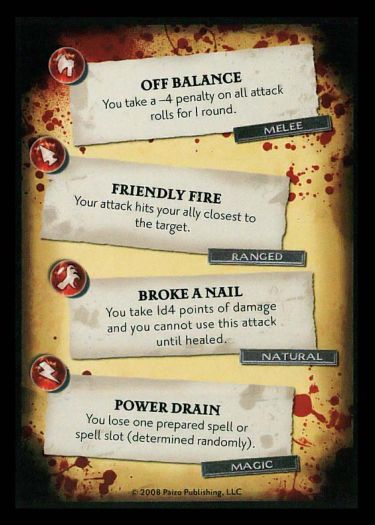 OFF BALANCE
You take a –4 penalty on all attack
rolls for 1 round.
MELEE
FRIENDLY FIRE
Your attack hits your ally closest to
the target.
RANGED
BROKE A NAIL
You take 1d4 points of damage
and you cannot use this attack
until healed.
NATURAL
POWER DRAIN
You lose one prepared spell or
spell slot (determined randomly).
MAGIC
© 2008 Paizo Publishing, LLC